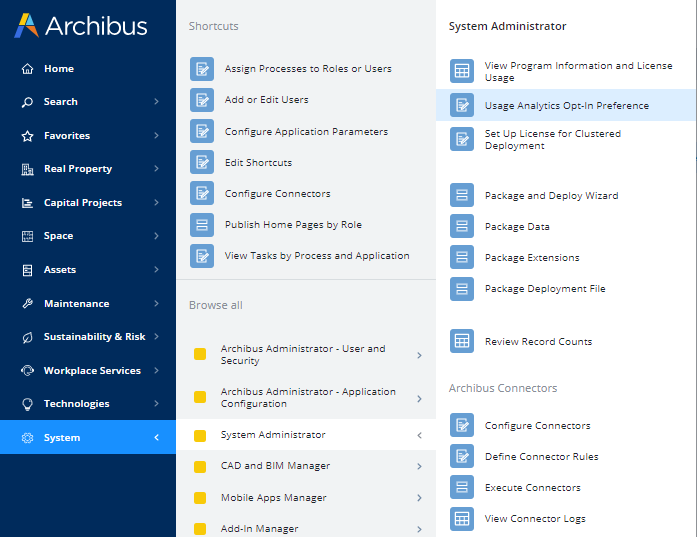 Archibus
Home
Search
Favorites
Real Property
Capital Projects
Space
Assets
Maintenance
Sustainability & Risk
Workplace Services
Technologies
System
Shortcuts
Assign Processes to Roles or Users
Add or Edit Users
Configure Application Parameters
Edit Shortcuts
Configure Connectors
Publish Home Pages by Role
View Tasks by Process and Application
Browse all
Archibus Administrator - User and
Security
Archibus Administrator - Application
Configuration
System Administrator
CAD and BIM Manager
Mobile Apps Manager
Add-In Manager
System Administrator
View Program Information and License
Usage
Usage Analytics Opt-In Preference
Set Up License for Clustered
Deployment
Package and Deploy Wizard
Package Data
Package Extensions
Package Deployment File
Review Record Counts
Archibus Connectors
Configure Connectors
Define Connector Rules
Execute Connectors
View Connector Logs